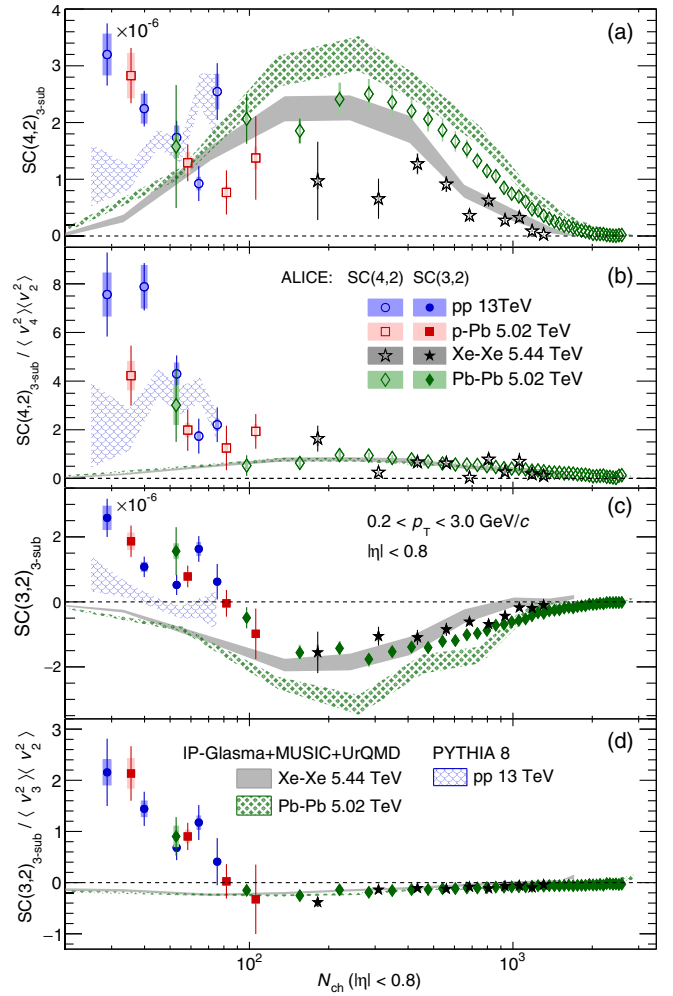 ×10⁻⁶
(a)
SC(4,2)3-sub
4
3
2
1
0
(b)
ALICE: SC(4,2) SC(3,2)
pp 13TeV
p-Pb 5.02 TeV
Xe-Xe 5.44 TeV
Pb-Pb 5.02 TeV
SC(4,2)3-sub / ⟨ v₄² ⟩⟨ v₂² ⟩
8
6
4
2
0
×10⁻⁶
(c)
0.2 < pT < 3.0 GeV/c
|η| < 0.8
SC(3,2)3-sub
2
0
−2
(d)
IP-Glasma+MUSIC+UrQMD PYTHIA 8
Xe-Xe 5.44 TeV pp 13 TeV
Pb-Pb 5.02 TeV
SC(3,2)3-sub / ⟨ v₃² ⟩⟨ v₂² ⟩
3
2
1
0
−1
10² 10³
Nch (|η| < 0.8)